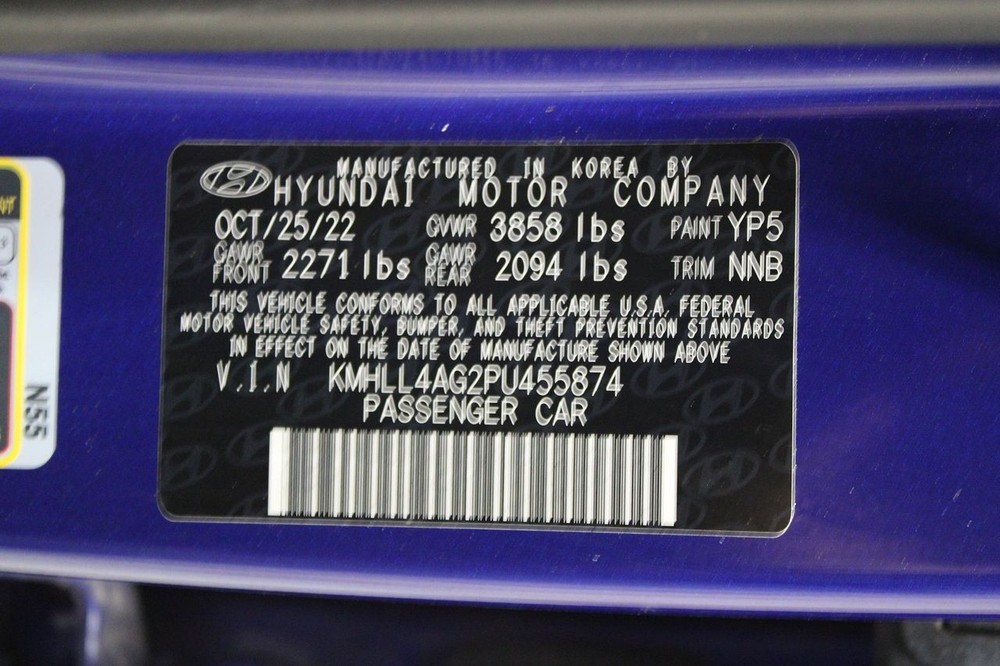 MANUFACTURED IN KOREA BY
HYUNDAI MOTOR COMPANY
OCT/25/22 GVWR 3858 lbs PAINT YP5
GAWR FRONT 2271 lbs GAWR REAR 2094 lbs TRIM NNB
THIS VEHICLE CONFORMS TO ALL APPLICABLE U.S.A. FEDERAL
MOTOR VEHICLE SAFETY, BUMPER, AND THEFT PREVENTION STANDARDS
IN EFFECT ON THE DATE OF MANUFACTURE SHOWN ABOVE
V.I.N KMHLL4AG2PU455874
PASSENGER CAR
N55